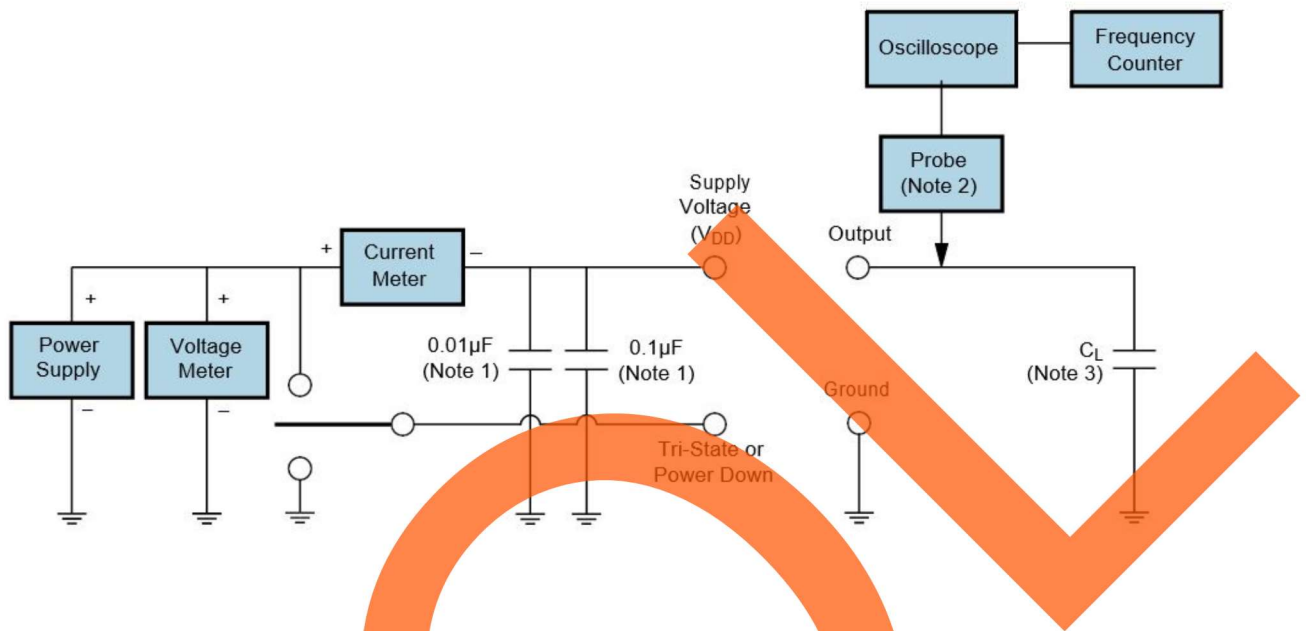 Oscilloscope
Frequency
Counter
Probe
(Note 2)
Supply
Voltage
(VDD)
Output
+
Current
Meter
–
+
Power
Supply
–
+
Voltage
Meter
–
0.01µF
(Note 1)
0.1µF
(Note 1)
CL
(Note 3)
Ground
Tri-State or
Power Down